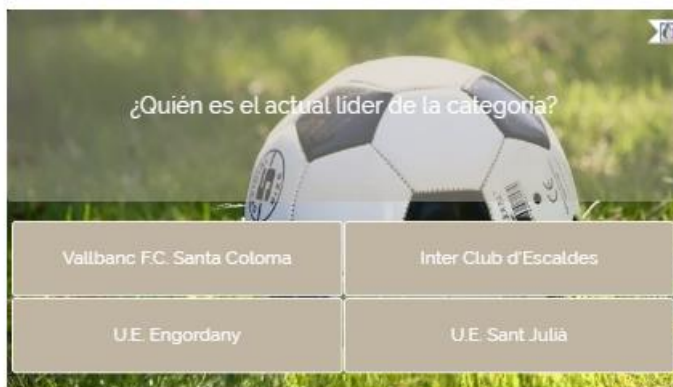 ¿Quién es el actual líder de la categoría?
Vallbanc F.C. Santa Coloma
Inter Club d'Escaldes
U.E. Engordany
U.E. Sant Julià